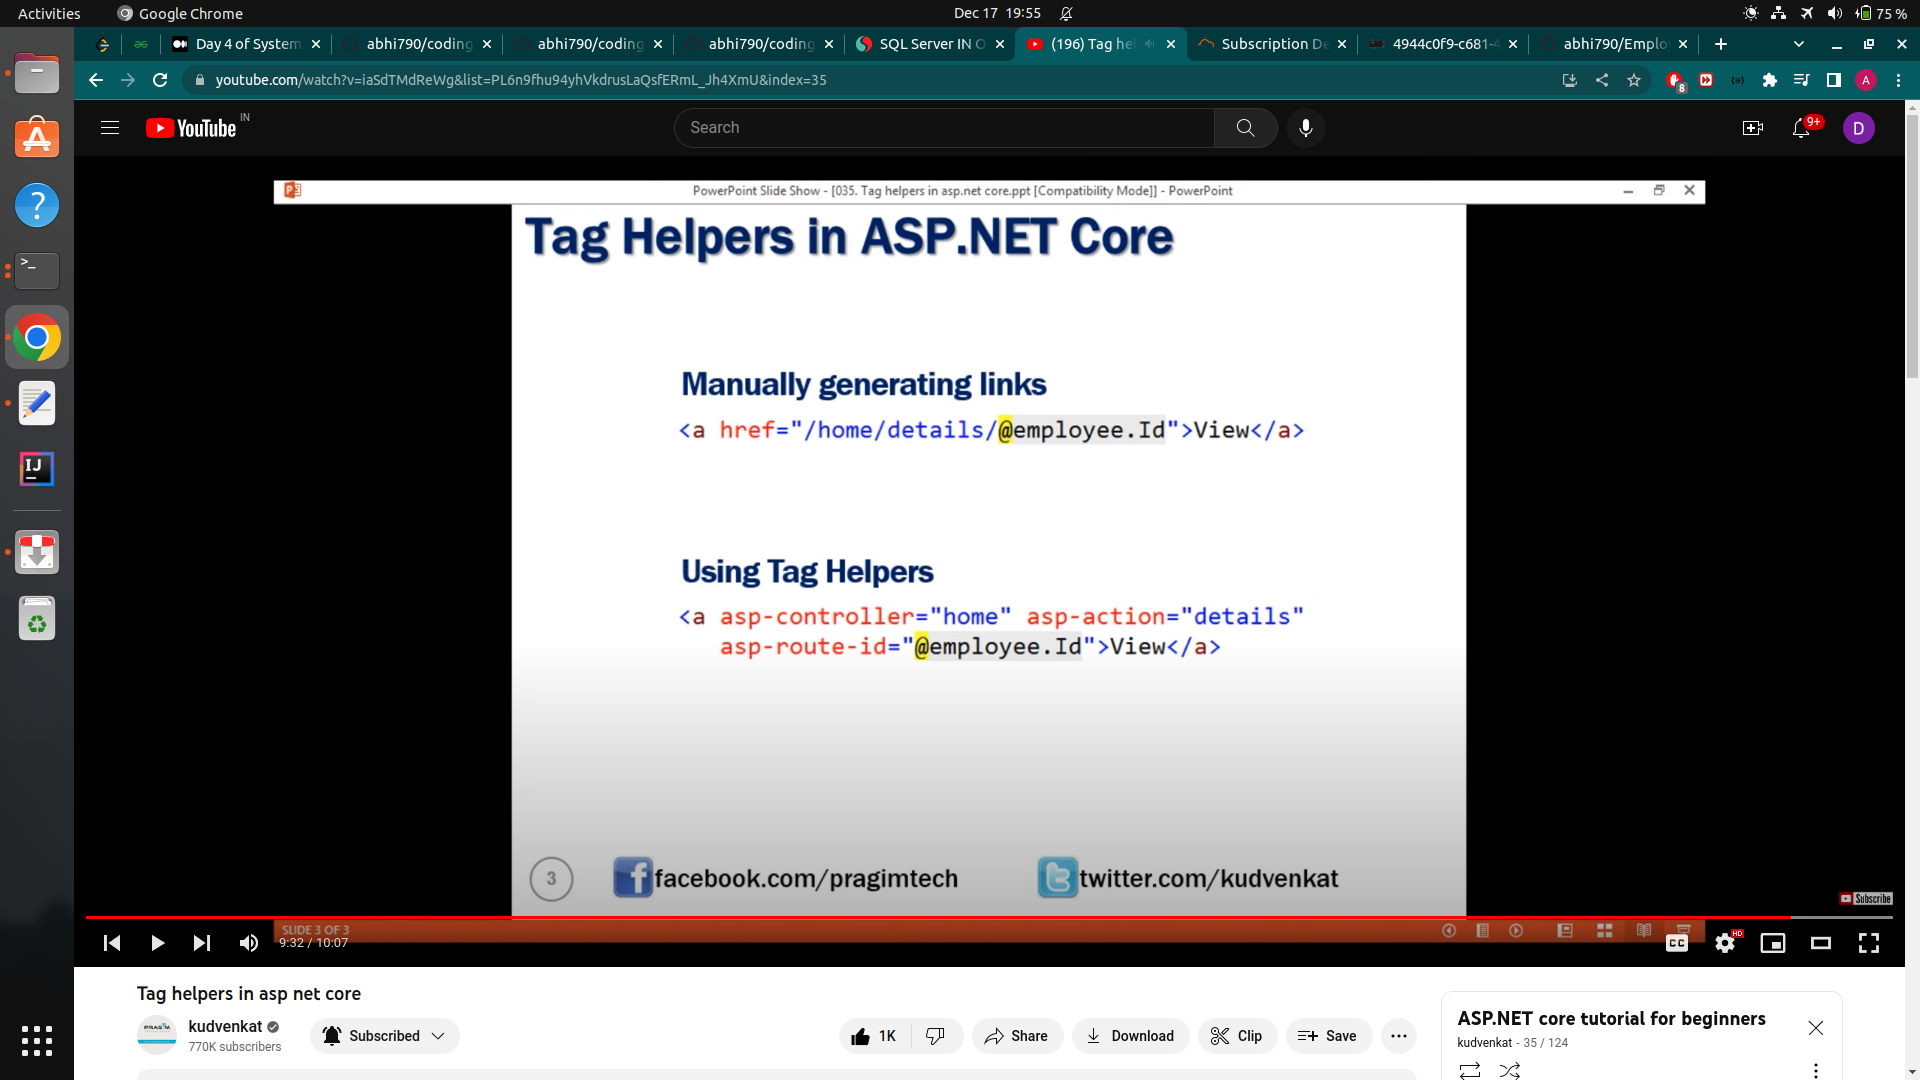 Activities
Google Chrome
Dec 17 19:55
75 %
Day 4 of System
abhi790/coding
abhi790/coding
abhi790/coding
SQL Server IN O
(196) Tag he
Subscription De
4944c0f9-c681-4
abhi790/Emplo
youtube.com/watch?v=iaSdTMdReWg&list=PL6n9fhu94yhVkdrusLaQsfERmL_Jh4XmU&index=35
8
A
YouTube IN
Search
9+
D
PowerPoint Slide Show - [035. Tag helpers in asp.net core.ppt [Compatibility Mode]] - PowerPoint
Tag Helpers in ASP.NET Core
Manually generating links
<a href="/home/details/@employee.Id">View</a>
Using Tag Helpers
<a asp-controller="home" asp-action="details"
asp-route-id="@employee.Id">View</a>
3
facebook.com/pragimtech
twitter.com/kudvenkat
Subscribe
SLIDE 3 OF 3
9:32 / 10:07
CC
HD
Tag helpers in asp net core
PRAGIM
kudvenkat
770K subscribers
Subscribed
1K
Share
Download
Clip
Save
ASP.NET core tutorial for beginners
kudvenkat - 35 / 124
IJ